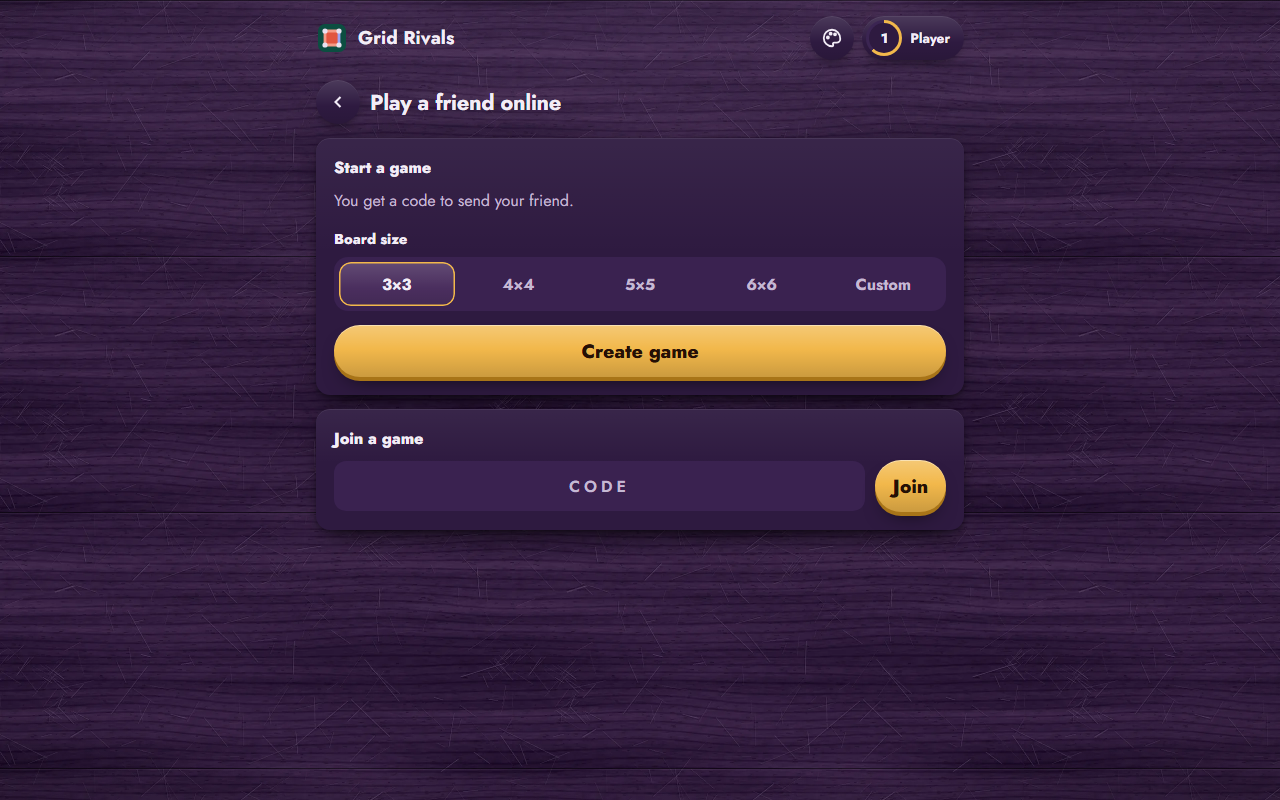 Grid Rivals
1 Player
Play a friend online
Start a game
You get a code to send your friend.
Board size
3×3 4×4 5×5 6×6 Custom
Create game
Join a game
CODE Join